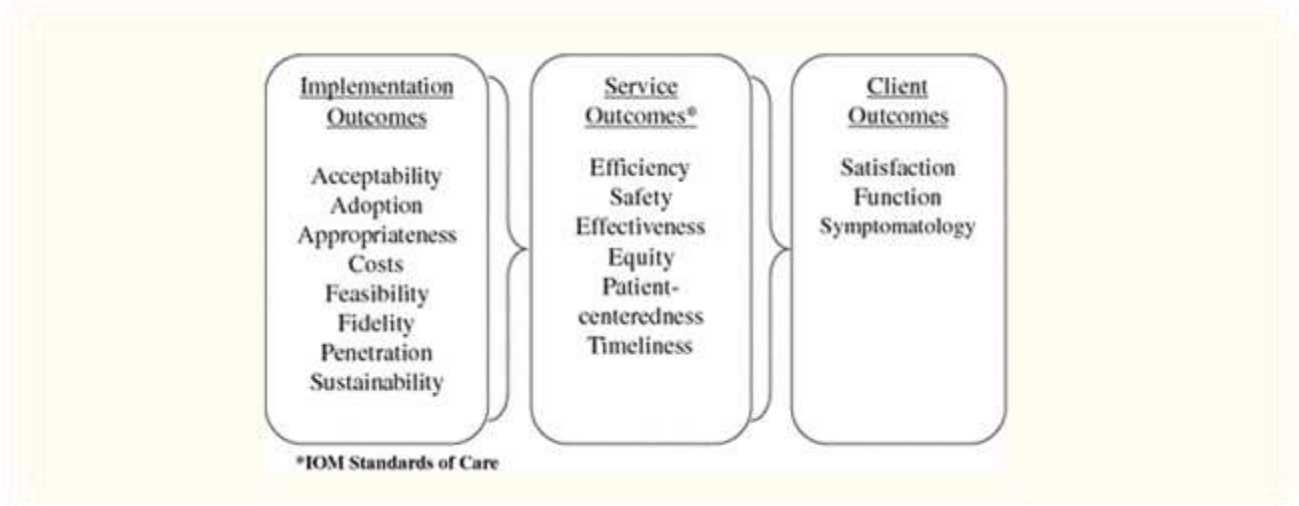 Implementation
Outcomes
Acceptability
Adoption
Appropriateness
Costs
Feasibility
Fidelity
Penetration
Sustainability
Service
Outcomes*
Efficiency
Safety
Effectiveness
Equity
Patient-
centeredness
Timeliness
Client
Outcomes
Satisfaction
Function
Symptomatology
*IOM Standards of Care